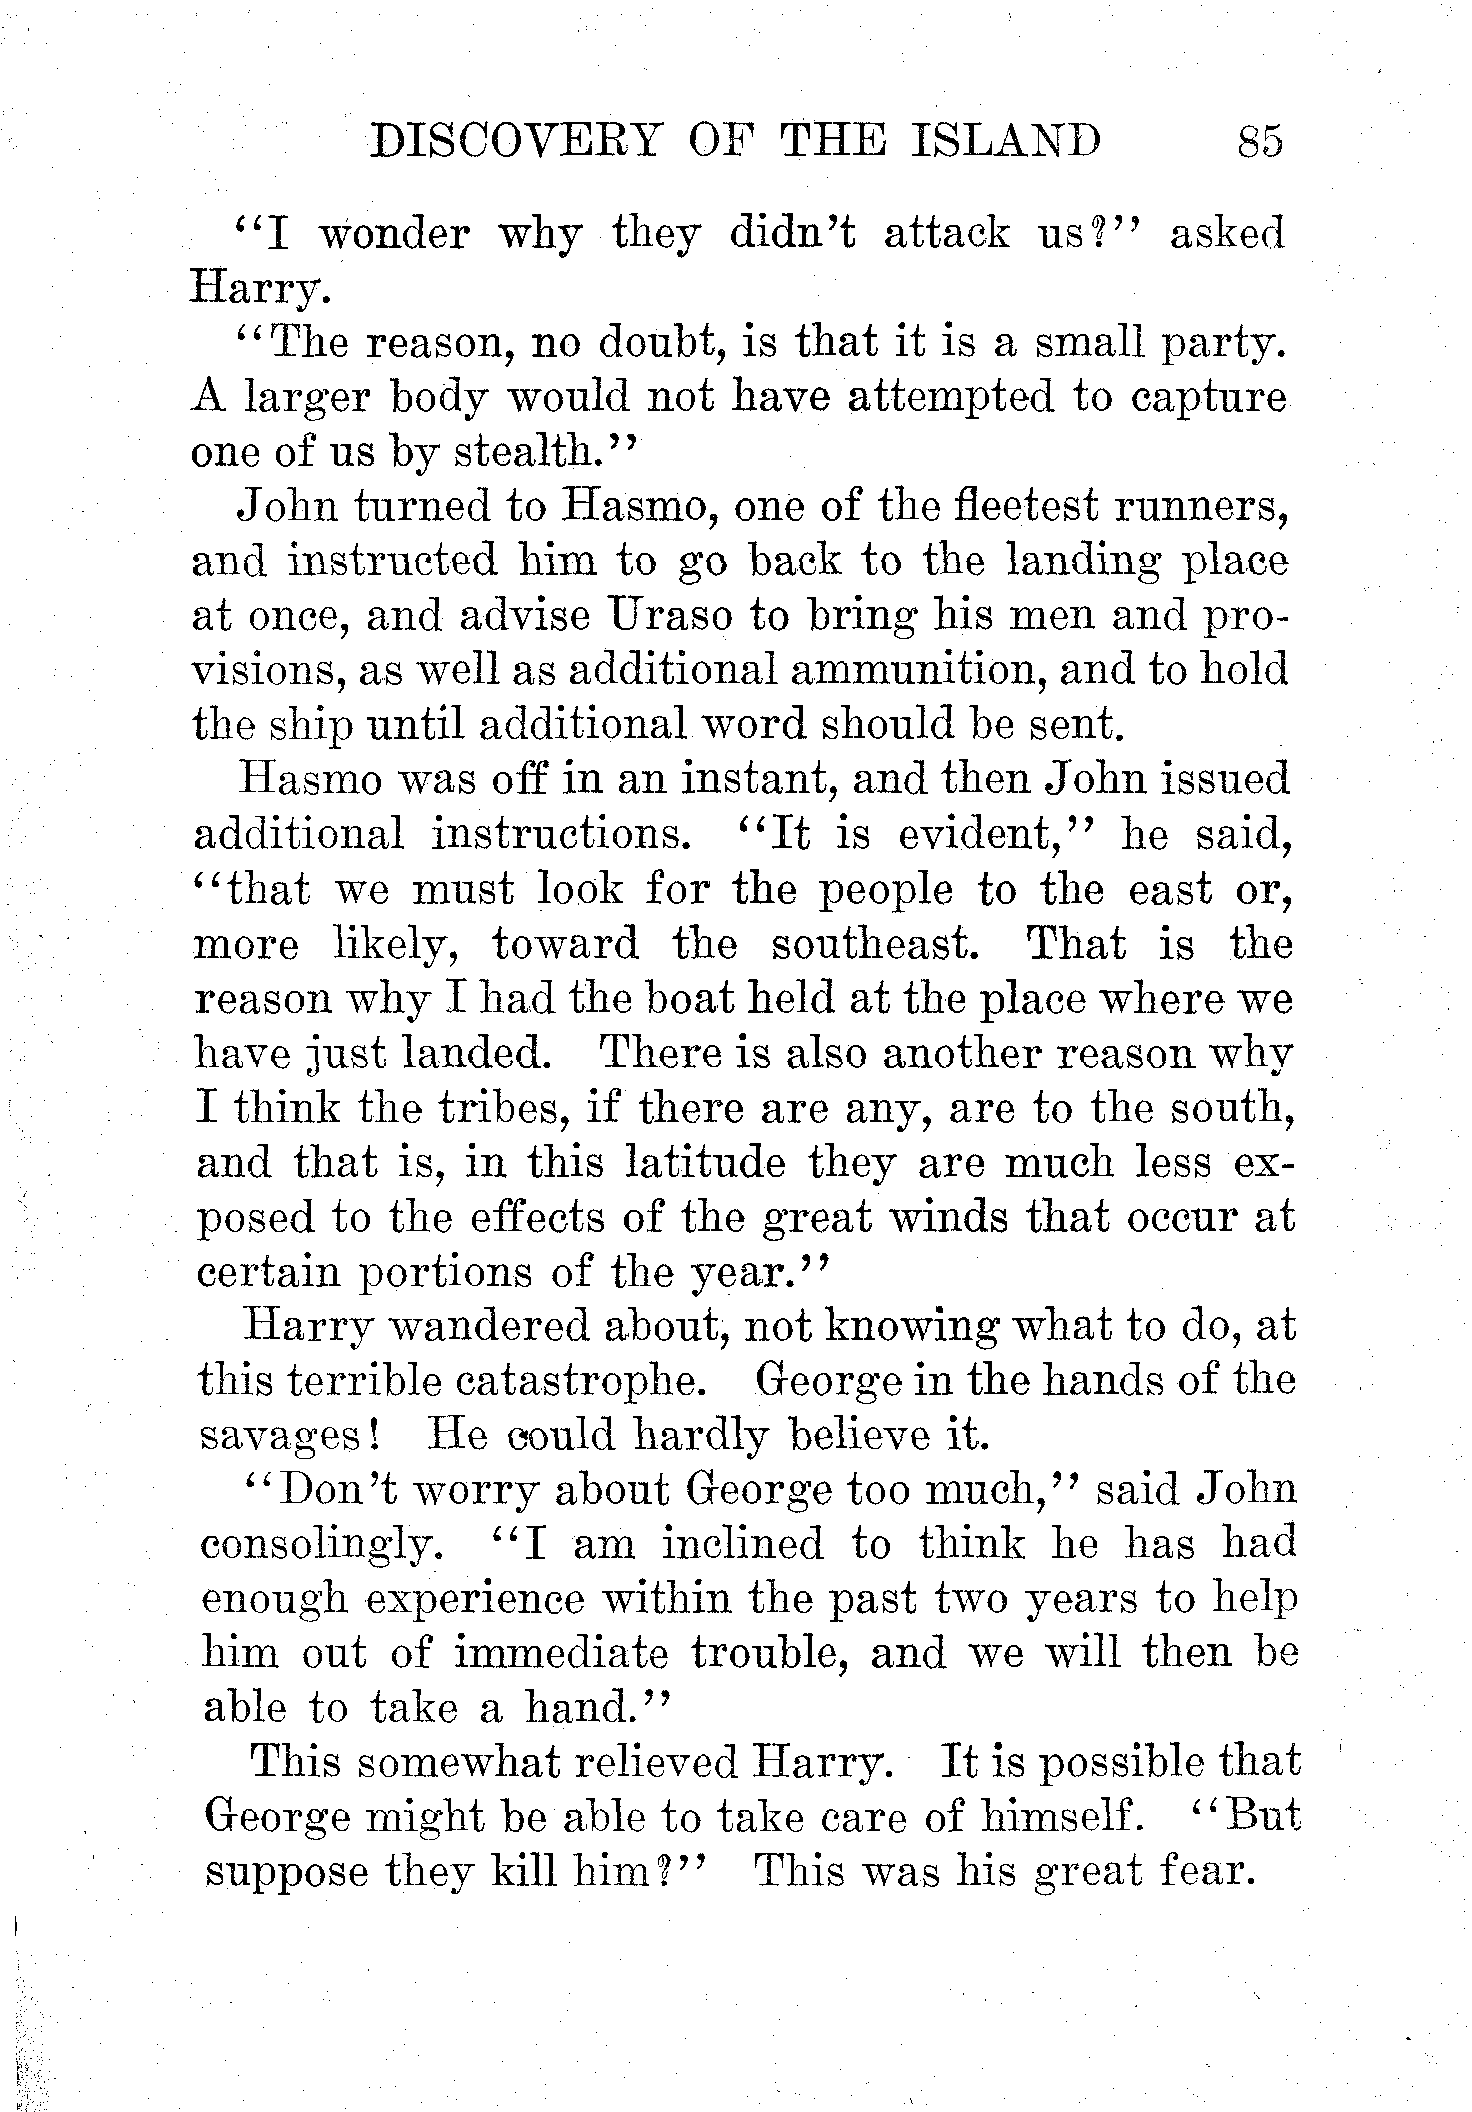 DISCOVERY OF THE ISLAND 85
"I wonder why they didn't attack us?" asked
Harry.
"The reason, no doubt, is that it is a small party.
A larger body would not have attempted to capture
one of us by stealth."
John turned to Hasmo, one of the fleetest runners,
and instructed him to go back to the landing place
at once, and advise Uraso to bring his men and pro-
visions, as well as additional ammunition, and to hold
the ship until additional word should be sent.
Hasmo was off in an instant, and then John issued
additional instructions. "It is evident," he said,
"that we must look for the people to the east or,
more likely, toward the southeast. That is the
reason why I had the boat held at the place where we
have just landed. There is also another reason why
I think the tribes, if there are any, are to the south,
and that is, in this latitude they are much less ex-
posed to the effects of the great winds that occur at
certain portions of the year."
Harry wandered about, not knowing what to do, at
this terrible catastrophe. George in the hands of the
savages! He could hardly believe it.
"Don't worry about George too much," said John
consolingly. "I am inclined to think he has had
enough experience within the past two years to help
him out of immediate trouble, and we will then be
able to take a hand."
This somewhat relieved Harry. It is possible that
George might be able to take care of himself. "But
suppose they kill him?" This was his great fear.